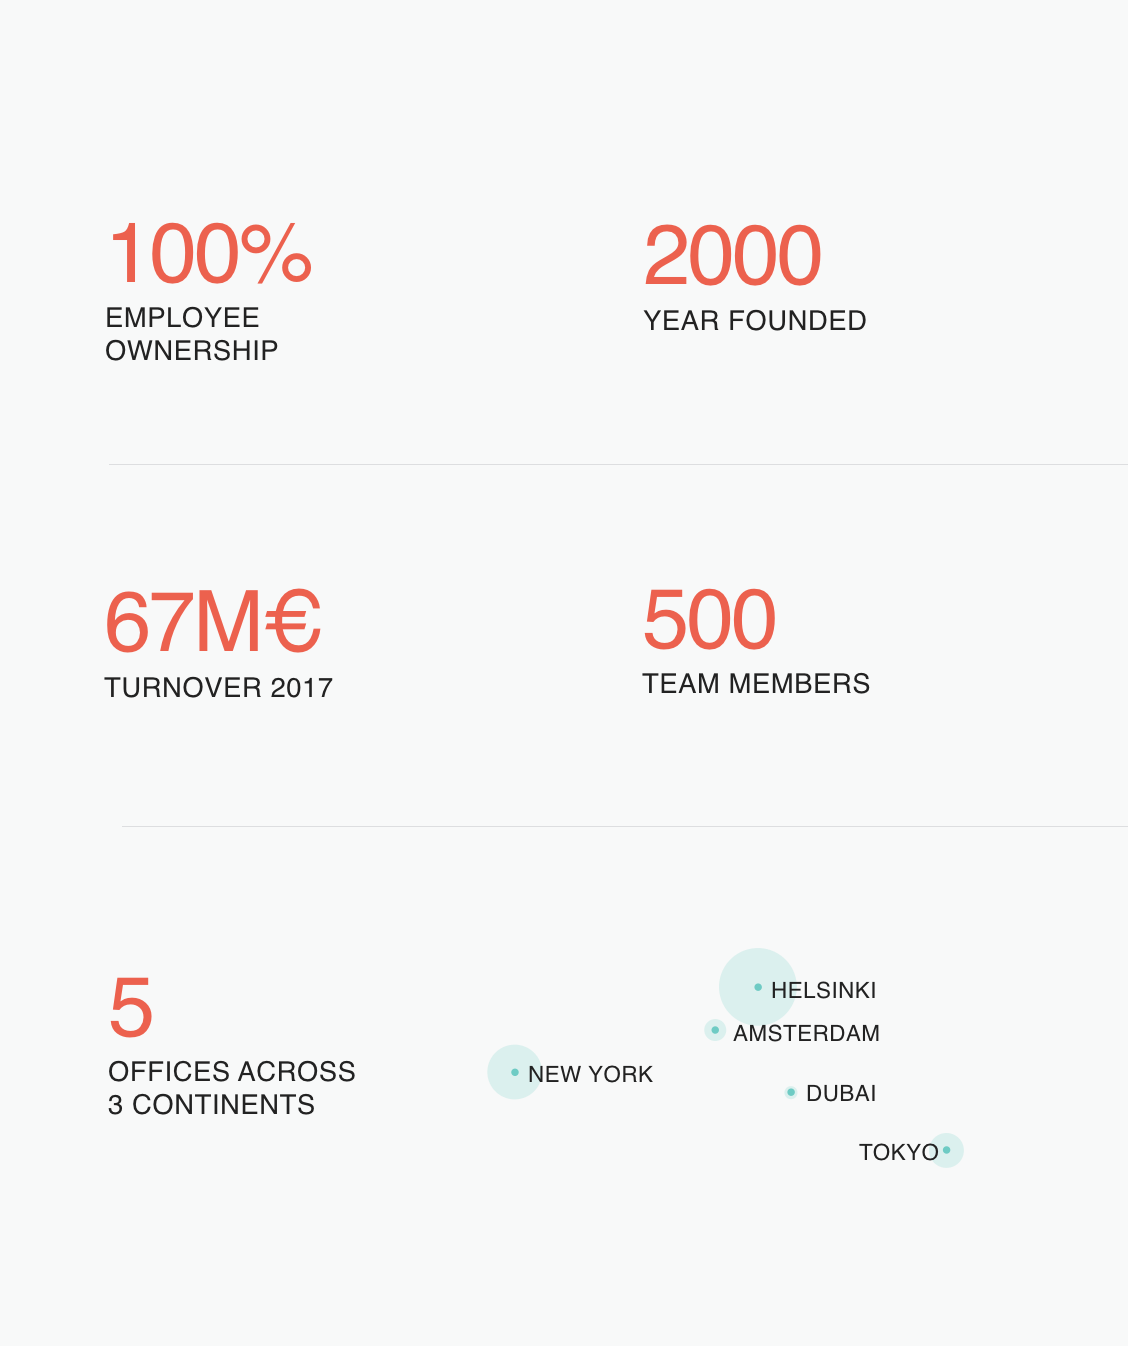 100%
EMPLOYEE
OWNERSHIP
2000
YEAR FOUNDED
67M€
TURNOVER 2017
500
TEAM MEMBERS
5
OFFICES ACROSS
3 CONTINENTS
HELSINKI
AMSTERDAM
NEW YORK
DUBAI
TOKYO